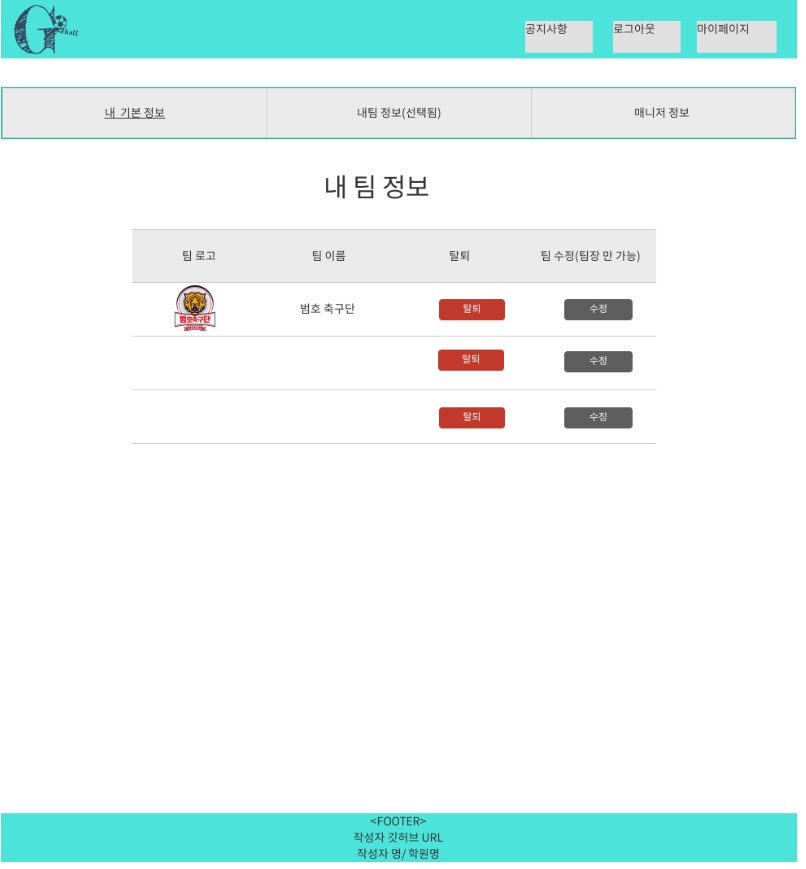 Goodball
공지사항
로그아웃
마이페이지
내 기본 정보
내팀 정보(선택됨)
매니저 정보
내 팀 정보
팀 로고
팀 이름
탈퇴
팀 수정(팀장 만 가능)
범호축구단
범호 축구단
탈퇴
수정
탈퇴
수정
탈퇴
수정
<FOOTER>
작성자 깃허브 URL
작성자 명/ 학원명